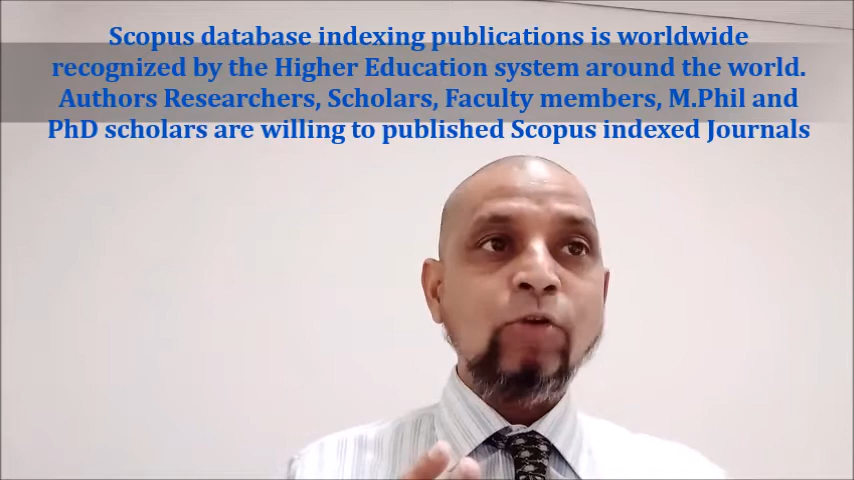 Scopus database indexing publications is worldwide
recognized by the Higher Education system around the world.
Authors Researchers, Scholars, Faculty members, M.Phil and
PhD scholars are willing to published Scopus indexed Journals